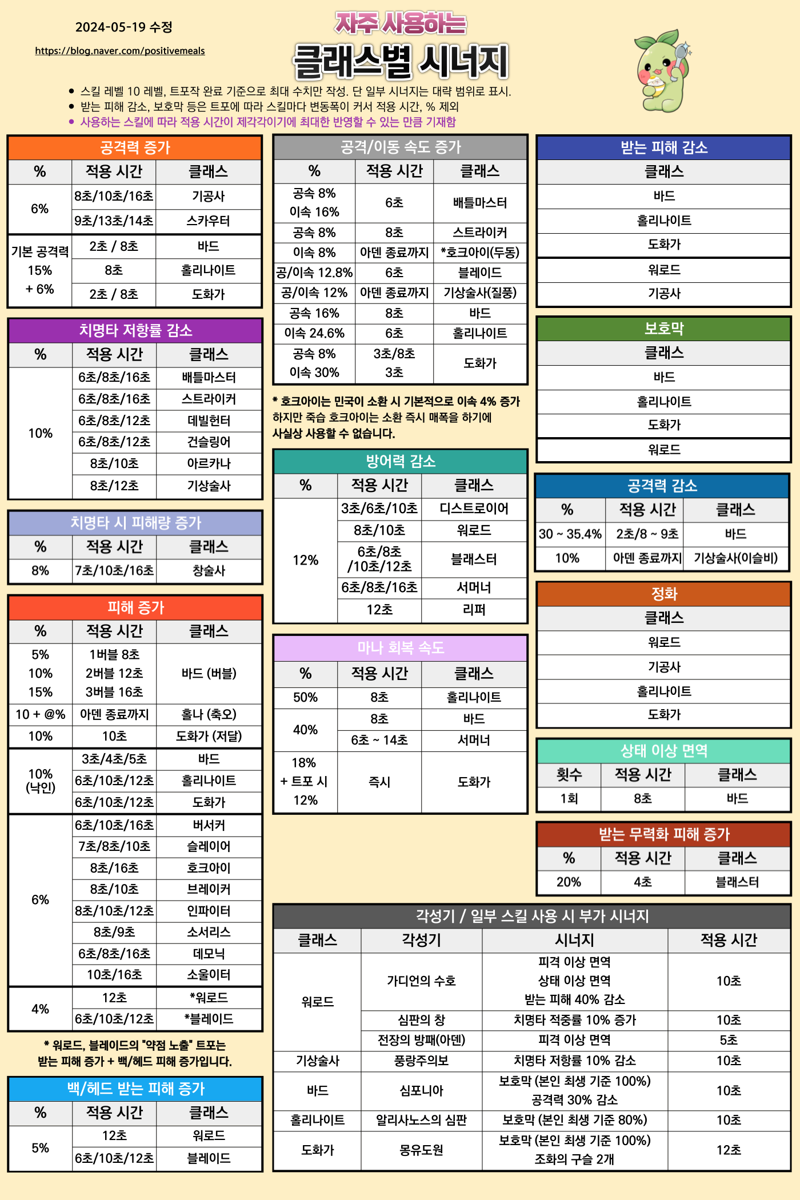 2024-05-19 수정
https://blog.naver.com/positivemeals
자주 사용하는
클래스별 시너지
• 스킬 레벨 10 레벨, 트포작 완료 기준으로 최대 수치만 작성. 단 일부 시너지는 대략 범위로 표시.
• 받는 피해 감소, 보호막 등은 트포에 따라 스킬마다 변동폭이 커서 적용 시간, % 제외
• 사용하는 스킬에 따라 적용 시간이 제각각이기에 최대한 반영할 수 있는 만큼 기재함
공격력 증가
% 적용 시간 클래스
6% 8초/10초/16초 기공사
9초/13초/14초 스카우터
기본 공격력 15% + 6% 2초 / 8초 바드
8초 홀리나이트
2초 / 8초 도화가
치명타 저항률 감소
% 적용 시간 클래스
10% 6초/8초/16초 배틀마스터
6초/8초/16초 스트라이커
6초/8초/12초 데빌헌터
6초/8초/12초 건슬링어
8초/10초 아르카나
8초/12초 기상술사
치명타 시 피해량 증가
% 적용 시간 클래스
8% 7초/10초/16초 창술사
피해 증가
% 적용 시간 클래스
5% 1버블 8초
10% 2버블 12초 바드 (버블)
15% 3버블 16초
10 + @% 아덴 종료까지 홀나 (축오)
10% 10초 도화가 (저달)
10% (낙인) 3초/4초/5초 바드
6초/10초/12초 홀리나이트
6초/10초/12초 도화가
6% 6초/10초/16초 버서커
7초/8초/10초 슬레이어
8초/16초 호크아이
8초/10초 브레이커
8초/10초/12초 인파이터
8초/9초 소서리스
6초/8초/16초 데모닉
10초/16초 소울이터
4% 12초 *워로드
6초/10초/12초 *블레이드
* 워로드, 블레이드의 "약점 노출" 트포는
받는 피해 증가 + 백/헤드 피해 증가입니다.
백/헤드 받는 피해 증가
% 적용 시간 클래스
5% 12초 워로드
6초/10초/12초 블레이드
공격/이동 속도 증가
% 적용 시간 클래스
공속 8%
이속 16% 6초 배틀마스터
공속 8% 8초 스트라이커
이속 8% 아덴 종료까지 *호크아이(두동)
공/이속 12.8% 6초 블레이드
공/이속 12% 아덴 종료까지 기상술사(질풍)
공속 16% 8초 바드
이속 24.6% 6초 홀리나이트
공속 8% 3초/8초 도화가
이속 30% 3초
* 호크아이는 민국이 소환 시 기본적으로 이속 4% 증가
하지만 죽습 호크아이는 소환 즉시 매폭을 하기에
사실상 사용할 수 없습니다.
방어력 감소
% 적용 시간 클래스
12% 3초/6초/10초 디스트로이어
8초/10초 워로드
6초/8초
/10초/12초 블래스터
6초/8초/16초 서머너
12초 리퍼
마나 회복 속도
% 적용 시간 클래스
50% 8초 홀리나이트
40% 8초 바드
6초 ~ 14초 서머너
18%
+ 트포 시 즉시 도화가
12%
받는 피해 감소
클래스
바드
홀리나이트
도화가
워로드
기공사
보호막
클래스
바드
홀리나이트
도화가
워로드
공격력 감소
% 적용 시간 클래스
30 ~ 35.4% 2초/8 ~ 9초 바드
10% 아덴 종료까지 기상술사(이슬비)
정화
클래스
워로드
기공사
홀리나이트
도화가
상태 이상 면역
횟수 적용 시간 클래스
1회 8초 바드
받는 무력화 피해 증가
% 적용 시간 클래스
20% 4초 블래스터
각성기 / 일부 스킬 사용 시 부가 시너지
클래스 각성기 시너지 적용 시간
워로드 가디언의 수호 피격 이상 면역
상태 이상 면역
받는 피해 40% 감소 10초
심판의 창 치명타 적중률 10% 증가 10초
전장의 방패(아덴) 피격 이상 면역 5초
기상술사 풍랑주의보 치명타 저항률 10% 감소 10초
바드 심포니아 보호막 (본인 최생 기준 100%)
공격력 30% 감소 10초
홀리나이트 알리사노스의 심판 보호막 (본인 최생 기준 80%) 10초
도화가 몽유도원 보호막 (본인 최생 기준 100%)
조화의 구슬 2개 12초